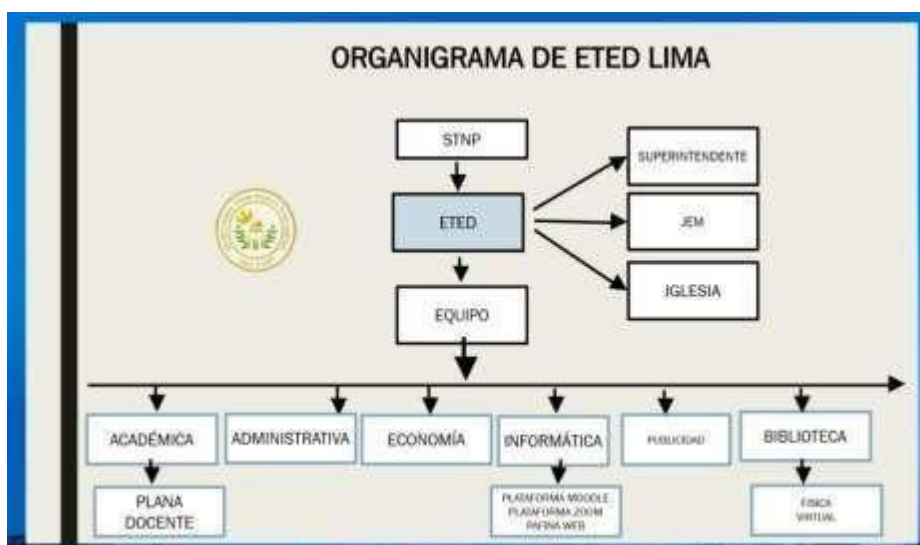 ORGANIGRAMA DE ETED LIMA
STNP
SUPERINTENDENTE
ETED
JEM
IGLESIA
EQUIPO
ACADÉMICA
ADMINISTRATIVA
ECONOMÍA
INFORMÁTICA
PUBLICIDAD
BIBLIOTECA
PLANA
DOCENTE
PLATAFORMA MOODLE
PLATAFORMA ZOOM
WEB
FISICA
VIRTUAL